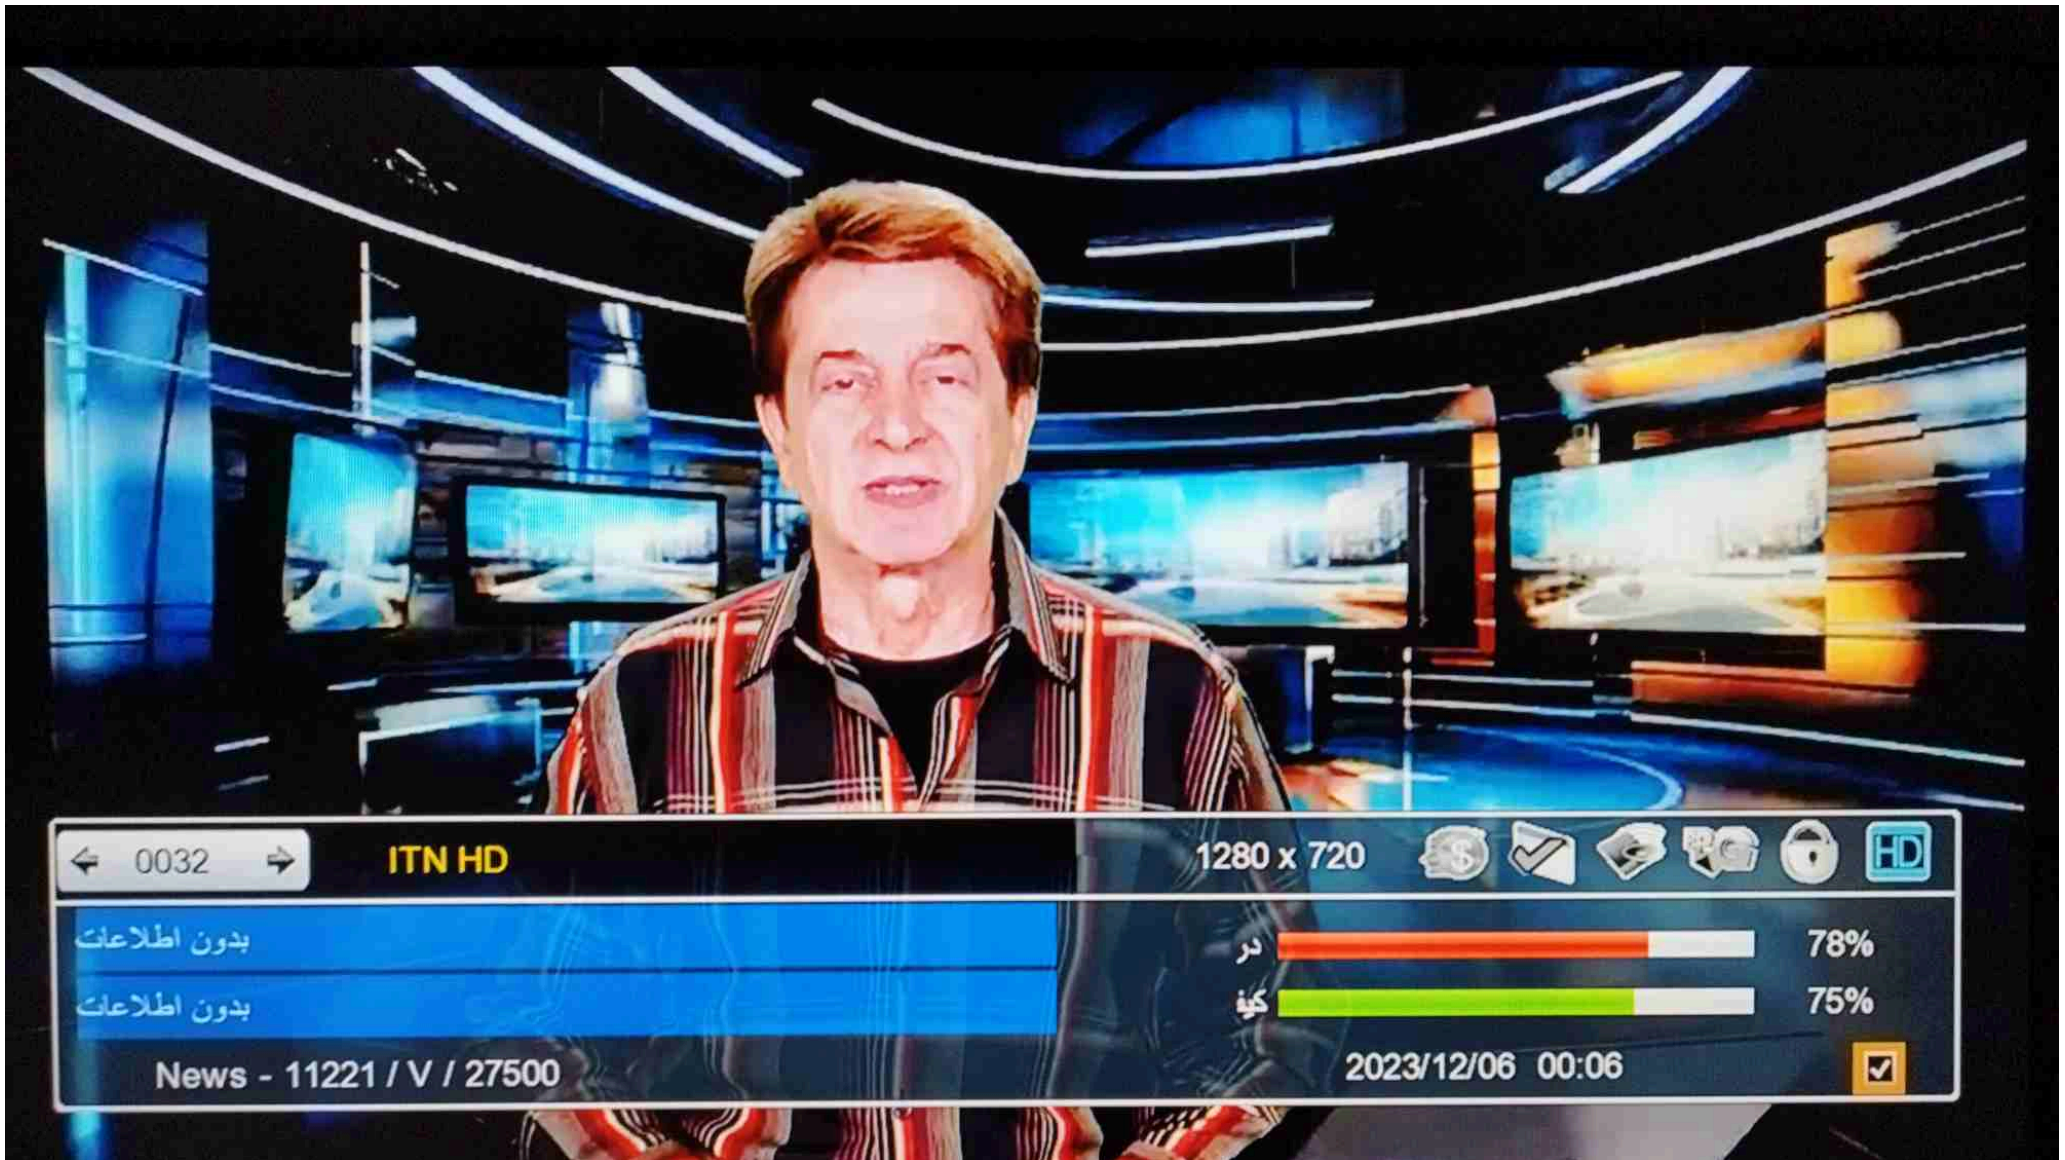 0032 ITN HD 1280 x 720 HD
بدون اطلاعات
در 78%
بدون اطلاعات
کیف 75%
News - 11221 / V / 27500 2023/12/06 00:06